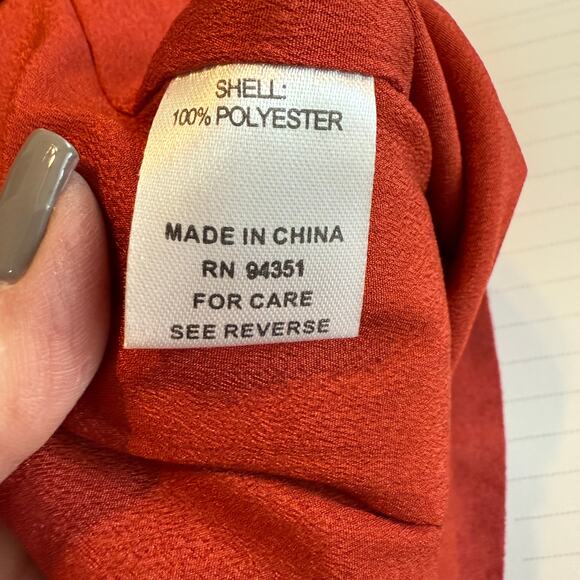 SHELL:
100% POLYESTER
MADE IN CHINA
RN 94351
FOR CARE
SEE REVERSE